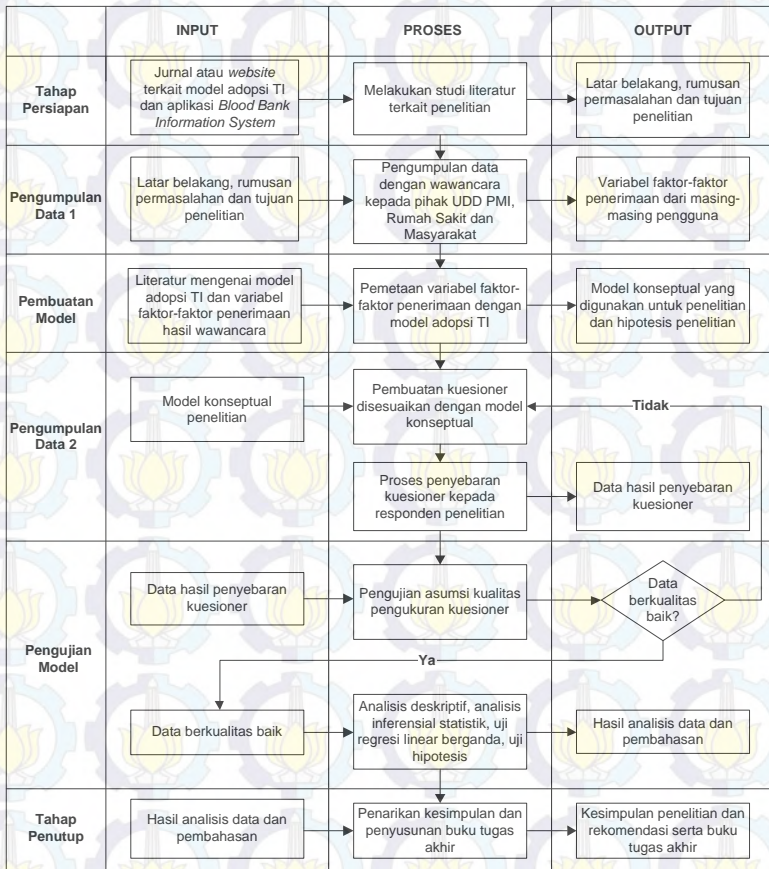 INPUT
PROSES
OUTPUT
Tahap
Persiapan
Jurnal atau website
terkait model adopsi TI
dan aplikasi Blood Bank
Information System
Melakukan studi literatur
terkait penelitian
Latar belakang, rumusan
permasalahan dan tujuan
penelitian
Pengumpulan
Data 1
Latar belakang, rumusan
permasalahan dan tujuan
penelitian
Pengumpulan data
dengan wawancara
kepada pihak UDD PMI,
Rumah Sakit dan
Masyarakat
Variabel faktor-faktor
penerimaan dari masing-
masing pengguna
Pembuatan
Model
Literatur mengenai model
adopsi TI dan variabel
faktor-faktor penerimaan
hasil wawancara
Pemetaan variabel faktor-
faktor penerimaan dengan
model adopsi TI
Model konseptual yang
digunakan untuk penelitian
dan hipotesis penelitian
Pengumpulan
Data 2
Model konseptual
penelitian
Pembuatan kuesioner
disesuaikan dengan model
konseptual
Tidak
Proses penyebaran
kuesioner kepada
responden penelitian
Data hasil penyebaran
kuesioner
Pengujian
Model
Data hasil penyebaran
kuesioner
Pengujian asumsi kualitas
pengukuran kuesioner
Data
berkualitas
baik?
Ya
Data berkualitas baik
Analisis deskriptif, analisis
inferensial statistik, uji
regresi linear berganda, uji
hipotesis
Hasil analisis data dan
pembahasan
Tahap
Penutup
Hasil analisis data dan
pembahasan
Penarikan kesimpulan dan
penyusunan buku tugas
akhir
Kesimpulan penelitian dan
rekomendasi serta buku
tugas akhir